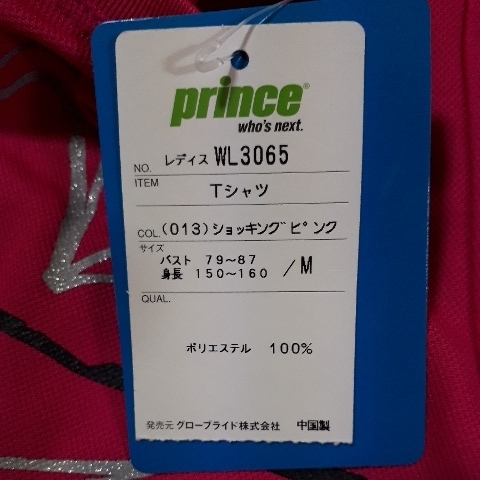 prince®
who's next.
NO. レディス WL3065
ITEM
Tシャツ
COL. (013)ショッキングピンク
サイズ
バスト 79~87
身長 150~160 /M
QUAL.
ポリエステル 100%
発売元 グローブライド株式会社 中国製